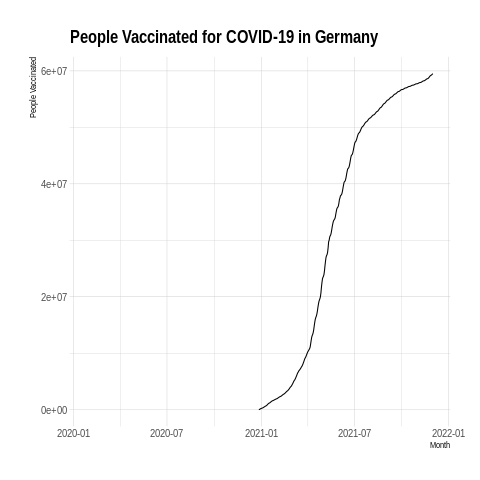 People Vaccinated for COVID-19 in Germany
People Vaccinated
6e+07
4e+07
2e+07
0e+00
2020-01 2020-07 2021-01 2021-07 2022-01
Month